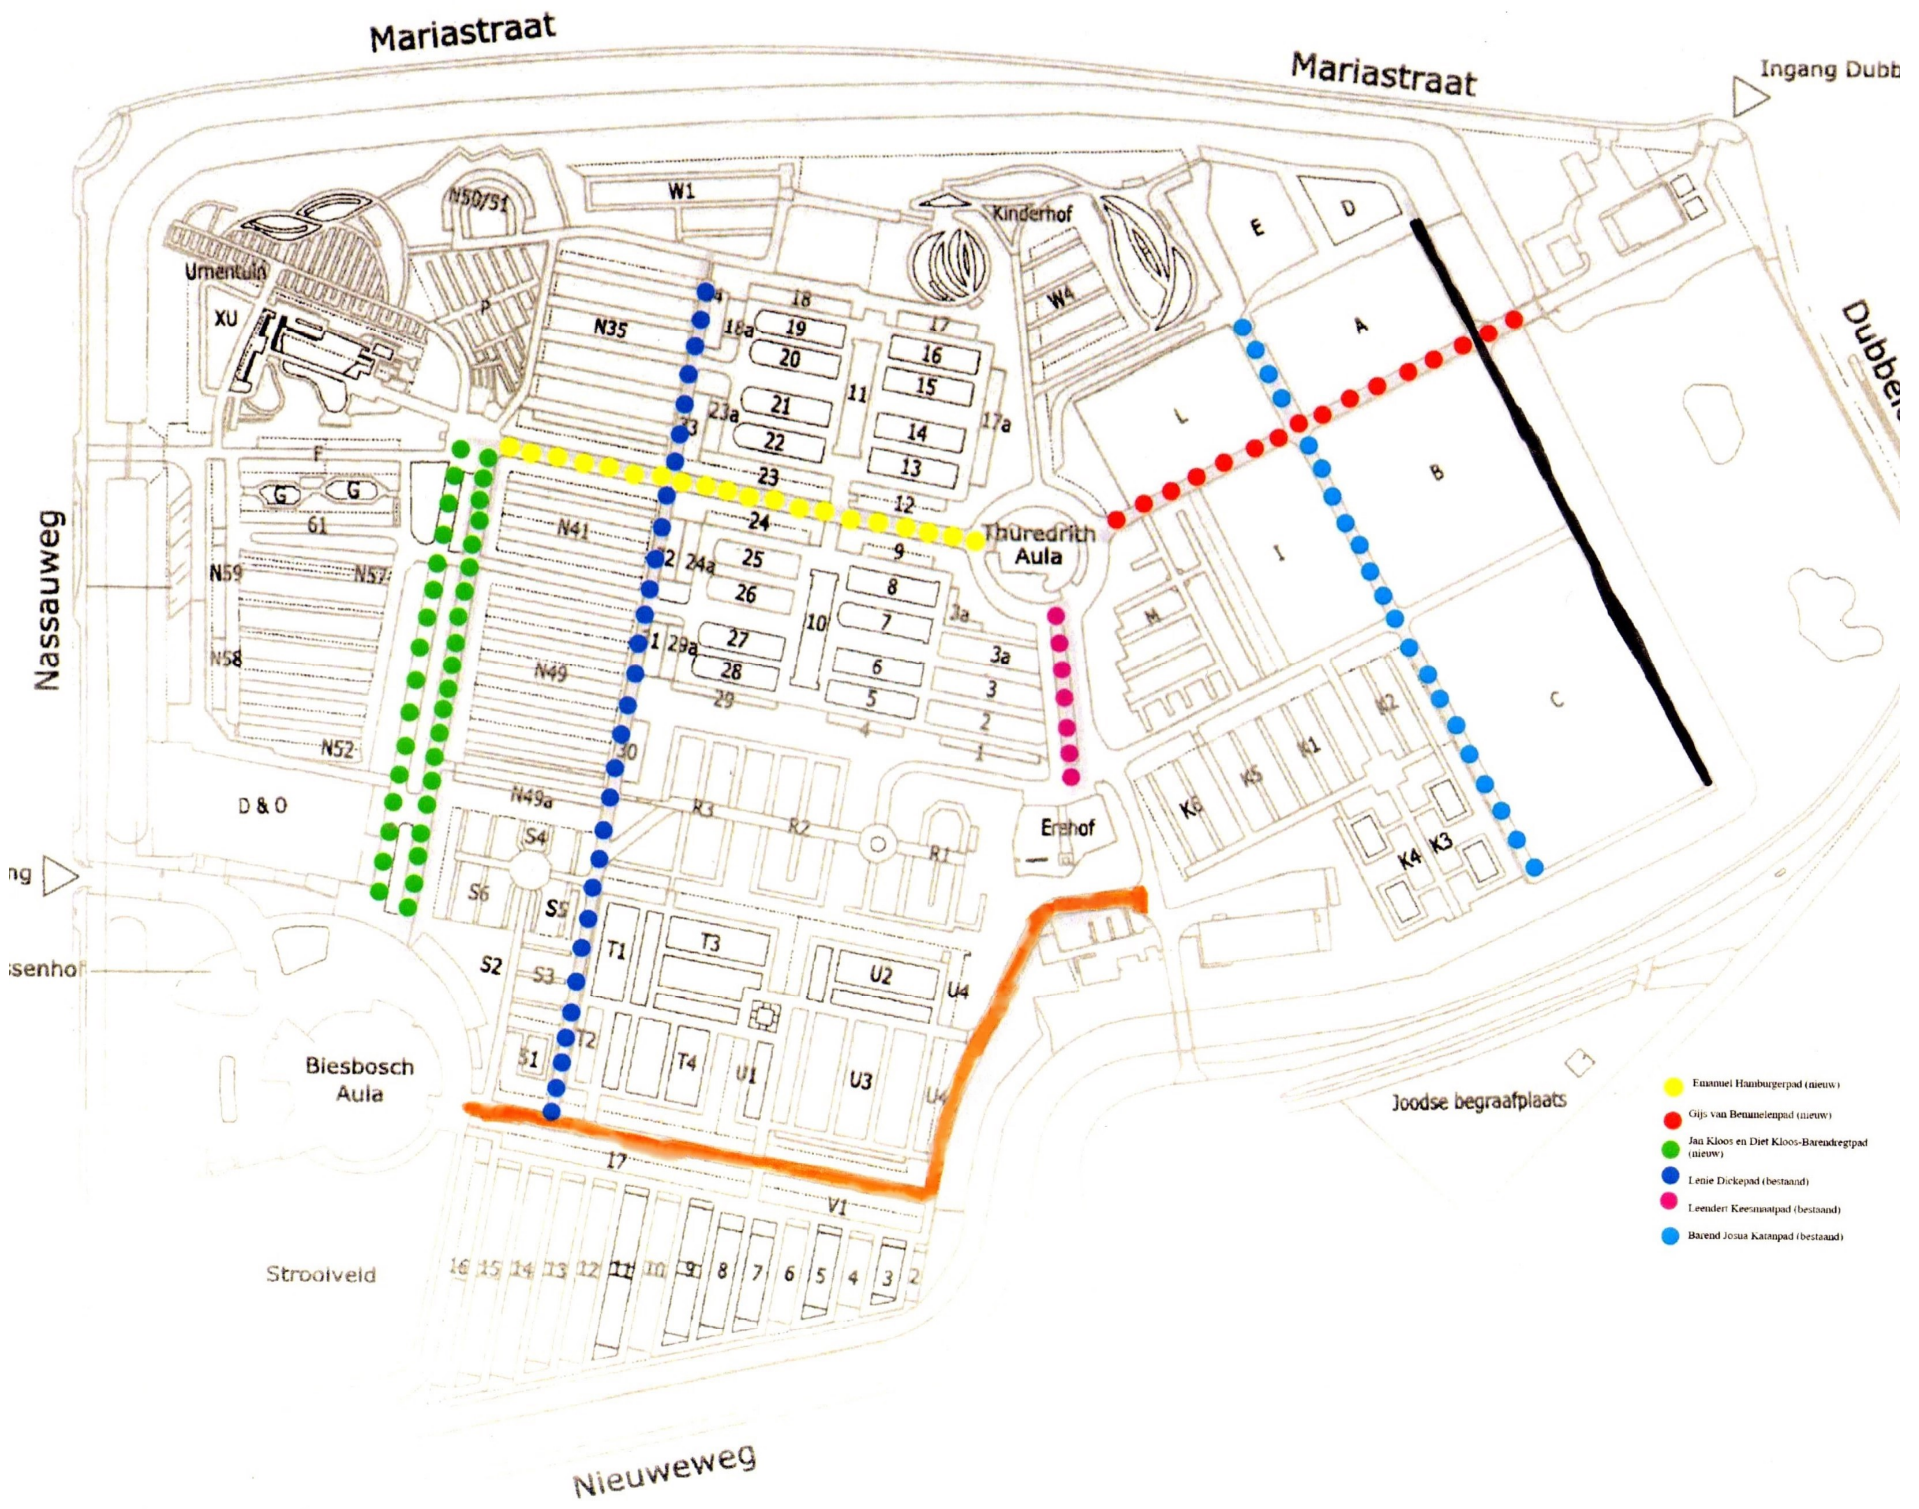 Mariastraat
Mariastraat
Ingang Dubb
N50/51
W1
Kinderhof
E
D
Urnentuin
XU
P
N35
4
18
18a
19
20
17
16
15
W4
A
Dubbel
11
21
22
23a
33
14
13
17a
L
F
G
G
61
23
12
B
Nassauweg
N41
24
Thuredrith
Aula
9
N59
N57
24a
25
26
8
I
10
7
3a
M
N58
N49
29a
27
28
29
6
5
4
3a
3
2
1
C
K2
N52
30
K1
K5
D & O
N49a
R3
R2
R1
Erehof
K6
K3
K4
S4
ng
S6
S5
S2
S3
T1
T3
U2
U4
ssenhof
T2
S1
T4
U1
U3
U4
Biesbosch
Aula
Joodse begraafplaats
17
V1
Strooiveld
16 15 14 13 12 11 10 9 8 7 6 5 4 3 2
Nieuweweg
Emanuel Hamburgerpad (nieuw)
Gijs van Bemmelenpad (nieuw)
Jan Kloos en Diet Kloos-Barendregtpad
(nieuw)
Lenie Dickepad (bestaand)
Leendert Keesmaatpad (bestaand)
Barend Josua Katanpad (bestaand)